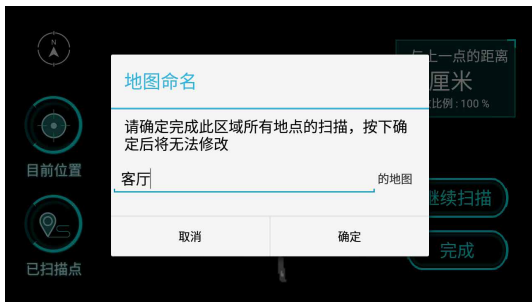 N
与上一点的距离
厘米
比例 : 100 %
地图命名
请确定完成此区域所有地点的扫描，按下确
定后将无法修改
客厅 的地图
取消 确定
目前位置
已扫描点
继续扫描
完成